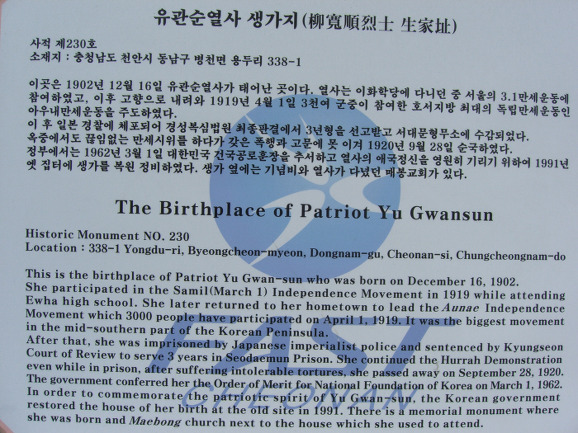 유관순열사 생가지(柳寬順烈士 生家址)
사적 제230호
소재지 : 충청남도 천안시 동남구 병천면 용두리 338-1
이곳은 1902년 12월 16일 유관순열사가 태어난 곳이다. 열사는 이화학당에 다니던 중 서울의 3.1만세운동에
참여하였고, 이후 고향으로 내려와 1919년 4월 1일 3천여 군중이 참여한 호서지방 최대의 독립만세운동인
아우내만세운동을 주도하였다.
이 후 일본 경찰에 체포되어 경성복심법원 최종판결에서 3년형을 선고받고 서대문형무소에 수감되었다.
옥중에서도 끊임없는 만세시위를 하다가 갖은 폭행과 고문에 못 이겨 1920년 9월 28일 순국하였다.
정부에서는 1962년 3월 1일 대한민국 건국공로훈장을 추서하고 열사의 애국정신을 영원히 기리기 위하여 1991년
옛 집터에 생가를 복원 정비하였다. 생가 옆에는 기념비와 열사가 다녔던 매봉교회가 있다.
The Birthplace of Patriot Yu Gwansun
Historic Monument NO. 230
Location : 338-1 Yongdu-ri, Byeongcheon-myeon, Dongnam-gu, Cheonan-si, Chungcheongnam-do
This is the birthplace of Patriot Yu Gwan-sun who was born on December 16, 1902.
She participated in the Samil(March 1) Independence Movement in 1919 while attending
Ewha high school. She later returned to her hometown to lead the Aunae Independence
Movement which 3000 people have participated on April 1, 1919. It was the biggest movement
in the mid-southern part of the Korean Peninsula.
After that, she was imprisoned by Japanese imperialist police and sentenced by Kyungseon
Court of Review to serve 3 years in Seodaemun Prison. She continued the Hurrah Demonstration
even while in prison, after suffering intolerable tortures, she passed away on September 28, 1920.
The government conferred her the Order of Merit for National Foundation of Korea on March 1, 1962.
In order to commemorate the patriotic spirit of Yu Gwan-sun, the Korean government
restored the house of her birth at the old site in 1991. There is a memorial monument where
she was born and Maebong church next to the house which she used to attend.
FAST
CHEONAN